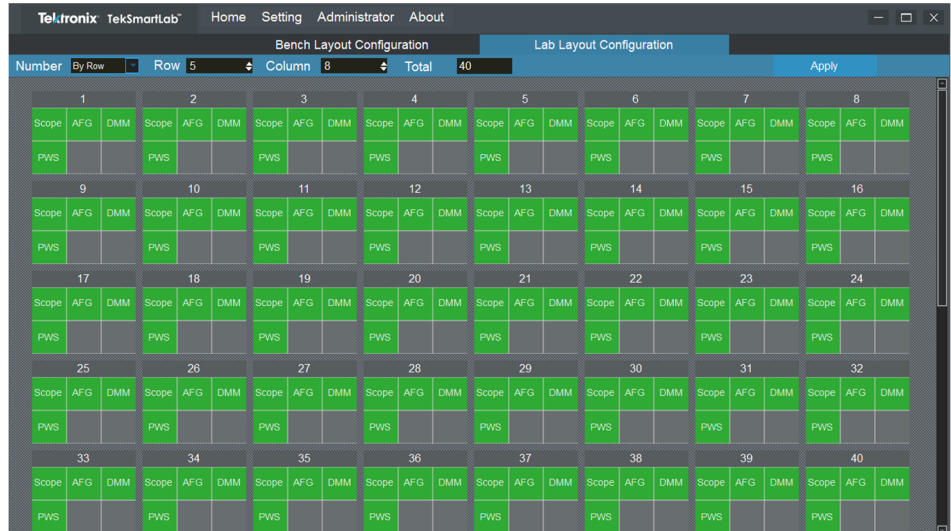 Tektronix TekSmartLab™ Home Setting Administrator About
Bench Layout Configuration Lab Layout Configuration
Number By Row Row 5 Column 8 Total 40 Apply
1 2 3 4 5 6 7 8
Scope AFG DMM Scope AFG DMM Scope AFG DMM Scope AFG DMM Scope AFG DMM Scope AFG DMM Scope AFG DMM Scope AFG DMM
PWS PWS PWS PWS PWS PWS PWS PWS
9 10 11 12 13 14 15 16
Scope AFG DMM Scope AFG DMM Scope AFG DMM Scope AFG DMM Scope AFG DMM Scope AFG DMM Scope AFG DMM Scope AFG DMM
PWS PWS PWS PWS PWS PWS PWS PWS
17 18 19 20 21 22 23 24
Scope AFG DMM Scope AFG DMM Scope AFG DMM Scope AFG DMM Scope AFG DMM Scope AFG DMM Scope AFG DMM Scope AFG DMM
PWS PWS PWS PWS PWS PWS PWS PWS
25 26 27 28 29 30 31 32
Scope AFG DMM Scope AFG DMM Scope AFG DMM Scope AFG DMM Scope AFG DMM Scope AFG DMM Scope AFG DMM Scope AFG DMM
PWS PWS PWS PWS PWS PWS PWS PWS
33 34 35 36 37 38 39 40
Scope AFG DMM Scope AFG DMM Scope AFG DMM Scope AFG DMM Scope AFG DMM Scope AFG DMM Scope AFG DMM Scope AFG DMM
PWS PWS PWS PWS PWS PWS PWS PWS